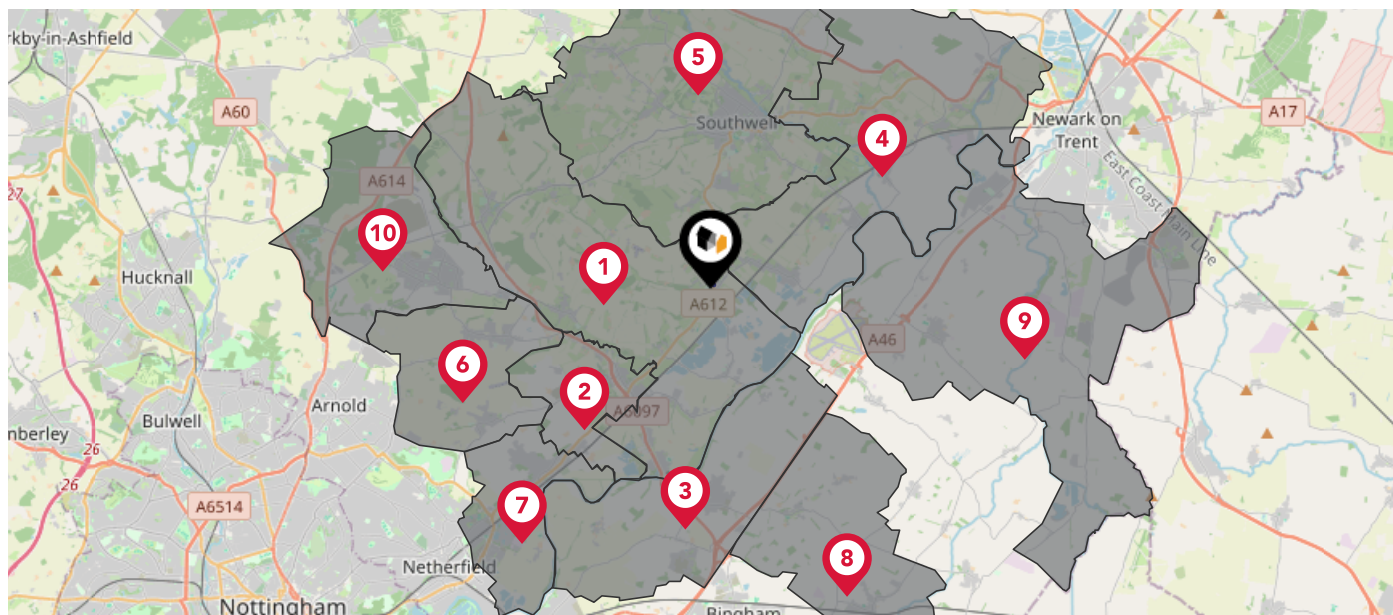 rkby-in-Ashfield
5
A60
A17
Newark on
Trent
Southwell
4
A614
East Coast Main Line
27
10
1
Hucknall
A612
9
A46
6
2
Arnold
A6097
Bulwell
mberley
26
26
3
A6514
7
8
Netherfield
Nottingham
Bingham